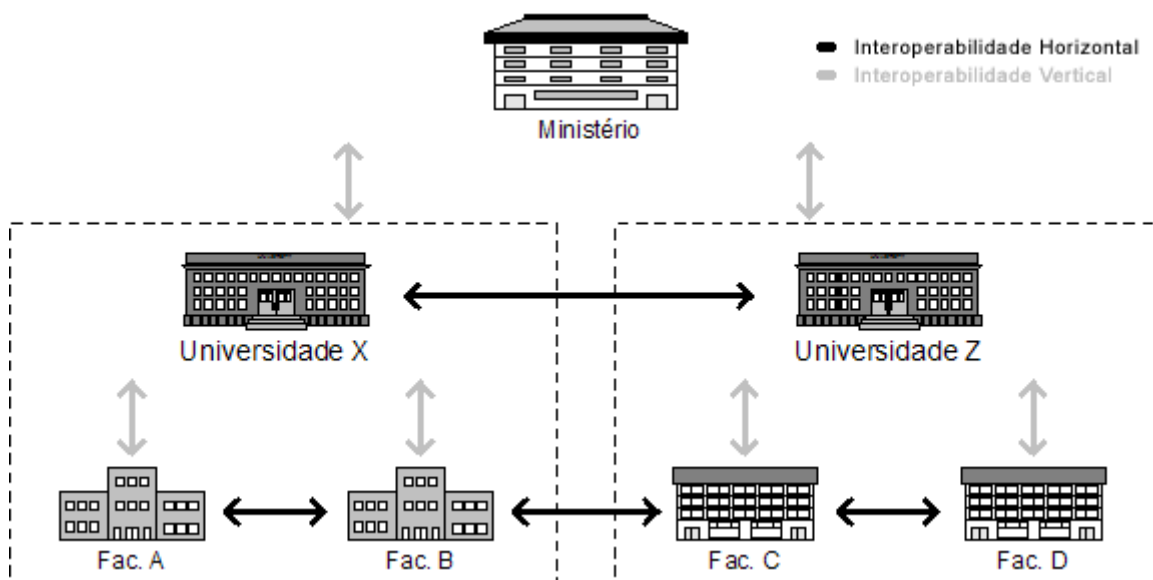 Interoperabilidade Horizontal
Interoperabilidade Vertical
Ministério
Universidade X
Universidade Z
Fac. A
Fac. B
Fac. C
Fac. D